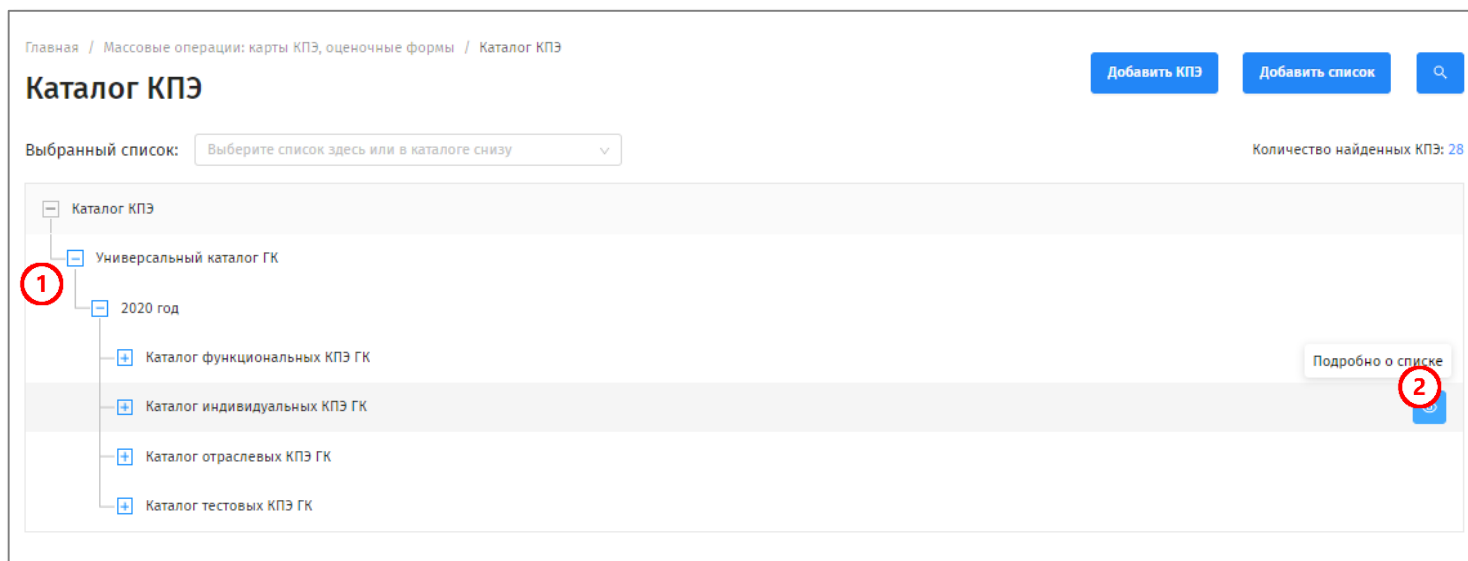 Главная / Массовые операции: карты КПЭ, оценочные формы / Каталог КПЭ
Каталог КПЭ
Добавить КПЭ
Добавить список
Выбранный список:
Выберите список здесь или в каталоге снизу
Количество найденных КПЭ: 28
Каталог КПЭ
Универсальный каталог ГК
1
2020 год
Каталог функциональных КПЭ ГК
Подробно о списке
2
Каталог индивидуальных КПЭ ГК
Каталог отраслевых КПЭ ГК
Каталог тестовых КПЭ ГК